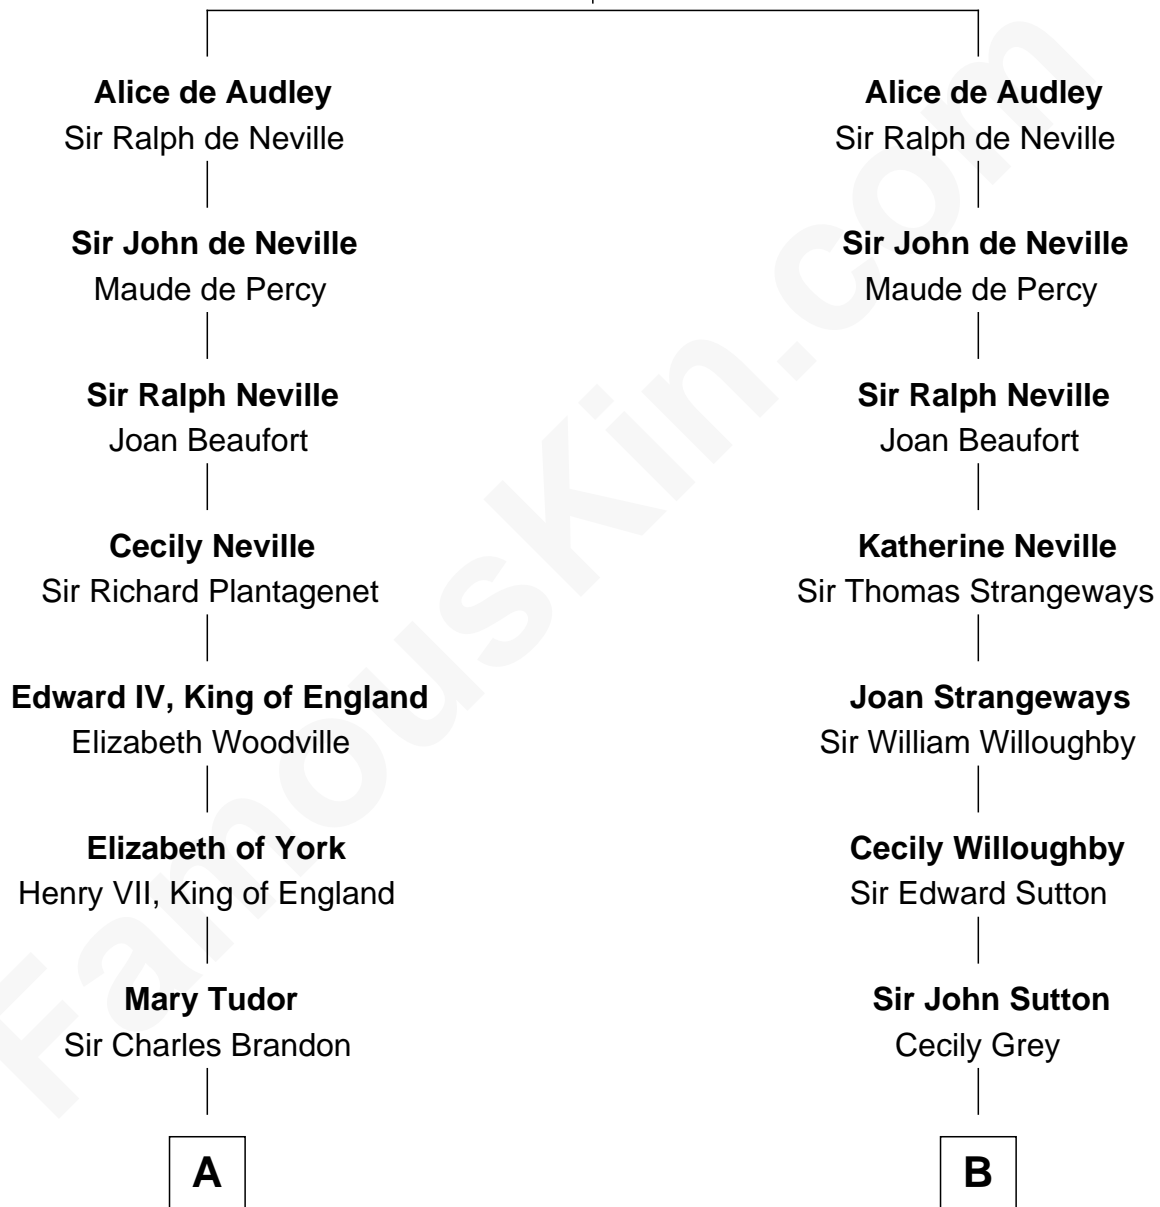 Alice de Audley
Sir Ralph de Neville
Sir John de Neville
Maude de Percy
Sir Ralph Neville
Joan Beaufort
Cecily Neville
Sir Richard Plantagenet
Edward IV, King of England
Elizabeth Woodville
Elizabeth of York
Henry VII, King of England
Mary Tudor
Sir Charles Brandon
A
Alice de Audley
Sir Ralph de Neville
Sir John de Neville
Maude de Percy
Sir Ralph Neville
Joan Beaufort
Katherine Neville
Sir Thomas Strangeways
Joan Strangeways
Sir William Willoughby
Cecily Willoughby
Sir Edward Sutton
Sir John Sutton
Cecily Grey
B
FamousKin.com